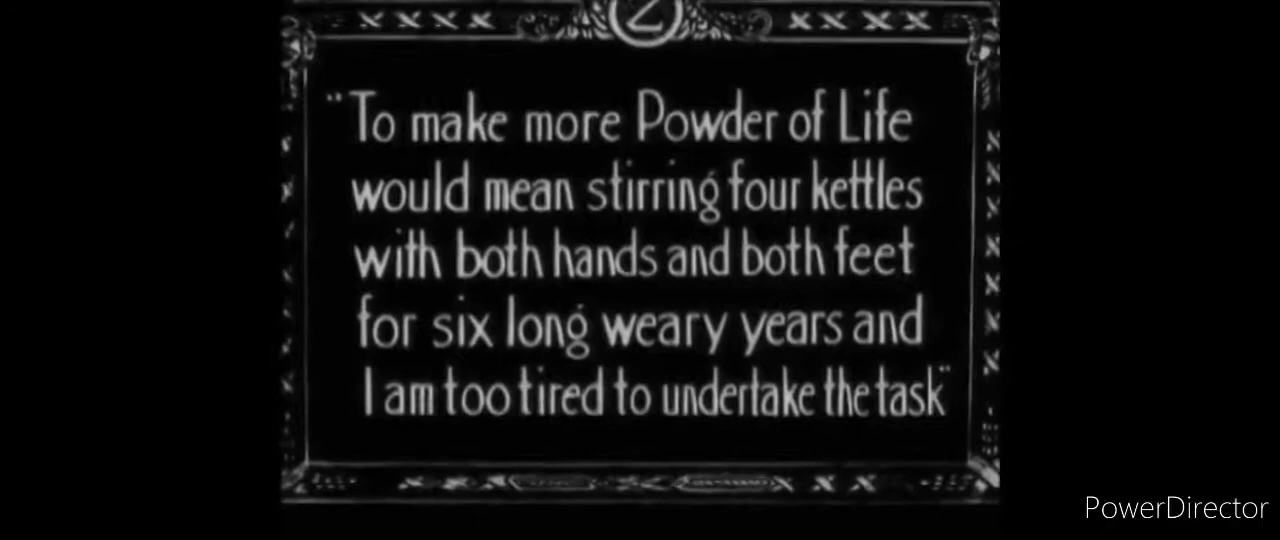 "To make more Powder of Life
would mean stirring four kettles
with both hands and both feet
for six long weary years and
I am too tired to undertake the task"
PowerDirector